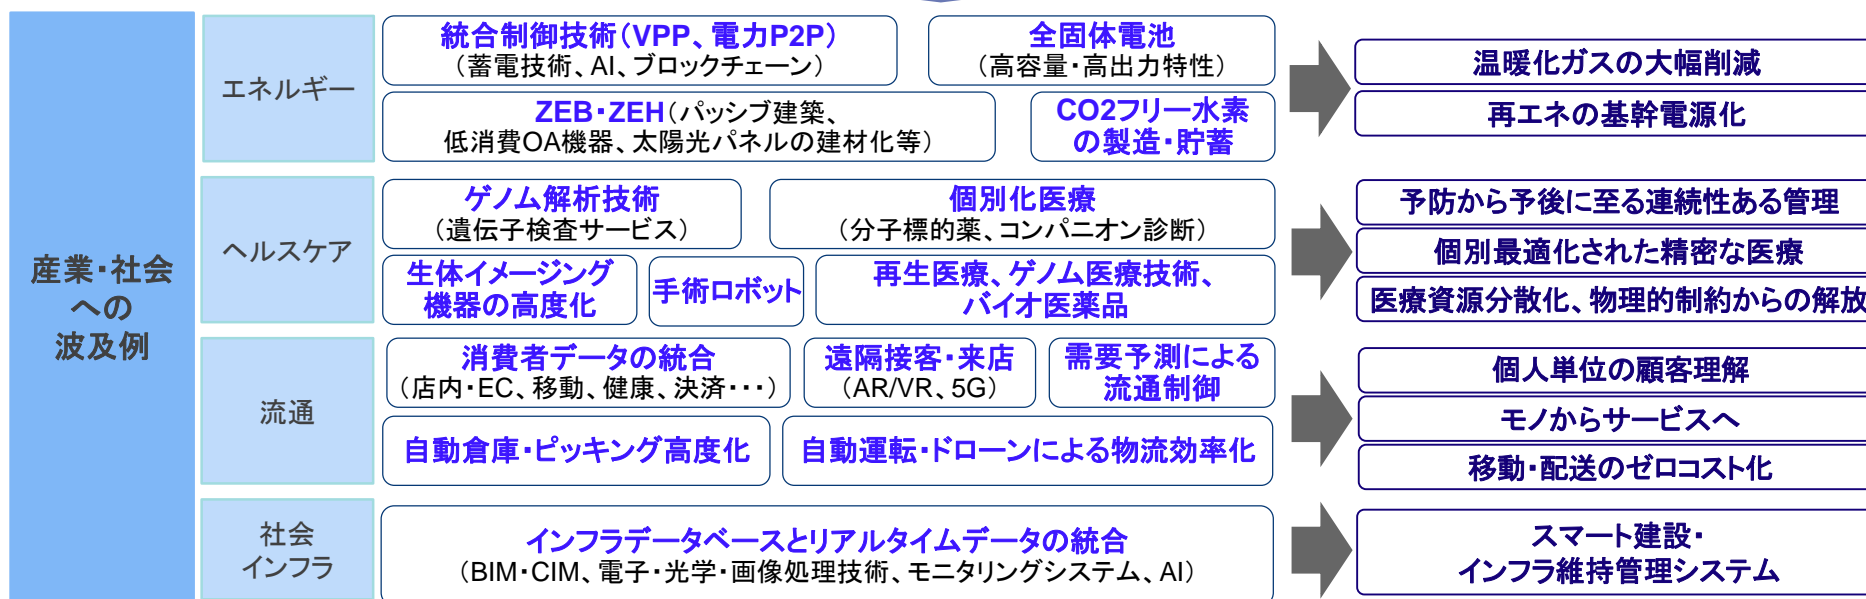 産業・社会
への
波及例
エネルギー
統合制御技術（VPP、電力P2P）
（蓄電技術、AI、ブロックチェーン）
全固体電池
（高容量・高出力特性）
ZEB・ZEH（パッシブ建築、
低消費OA機器、太陽光パネルの建材化等）
CO2フリー水素
の製造・貯蓄
温暖化ガスの大幅削減
再エネの基幹電源化
ヘルスケア
ゲノム解析技術
（遺伝子検査サービス）
個別化医療
（分子標的薬、コンパニオン診断）
生体イメージング
機器の高度化
手術ロボット
再生医療、ゲノム医療技術、
バイオ医薬品
予防から予後に至る連続性ある管理
個別最適化された精密な医療
医療資源分散化、物理的制約からの解放
流通
消費者データの統合
（店内・EC、移動、健康、決済・・・）
遠隔接客・来店
（AR/VR、5G）
需要予測による
流通制御
自動倉庫・ピッキング高度化
自動運転・ドローンによる物流効率化
個人単位の顧客理解
モノからサービスへ
移動・配送のゼロコスト化
社会
インフラ
インフラデータベースとリアルタイムデータの統合
（BIM・CIM、電子・光学・画像処理技術、モニタリングシステム、AI）
スマート建設・
インフラ維持管理システム